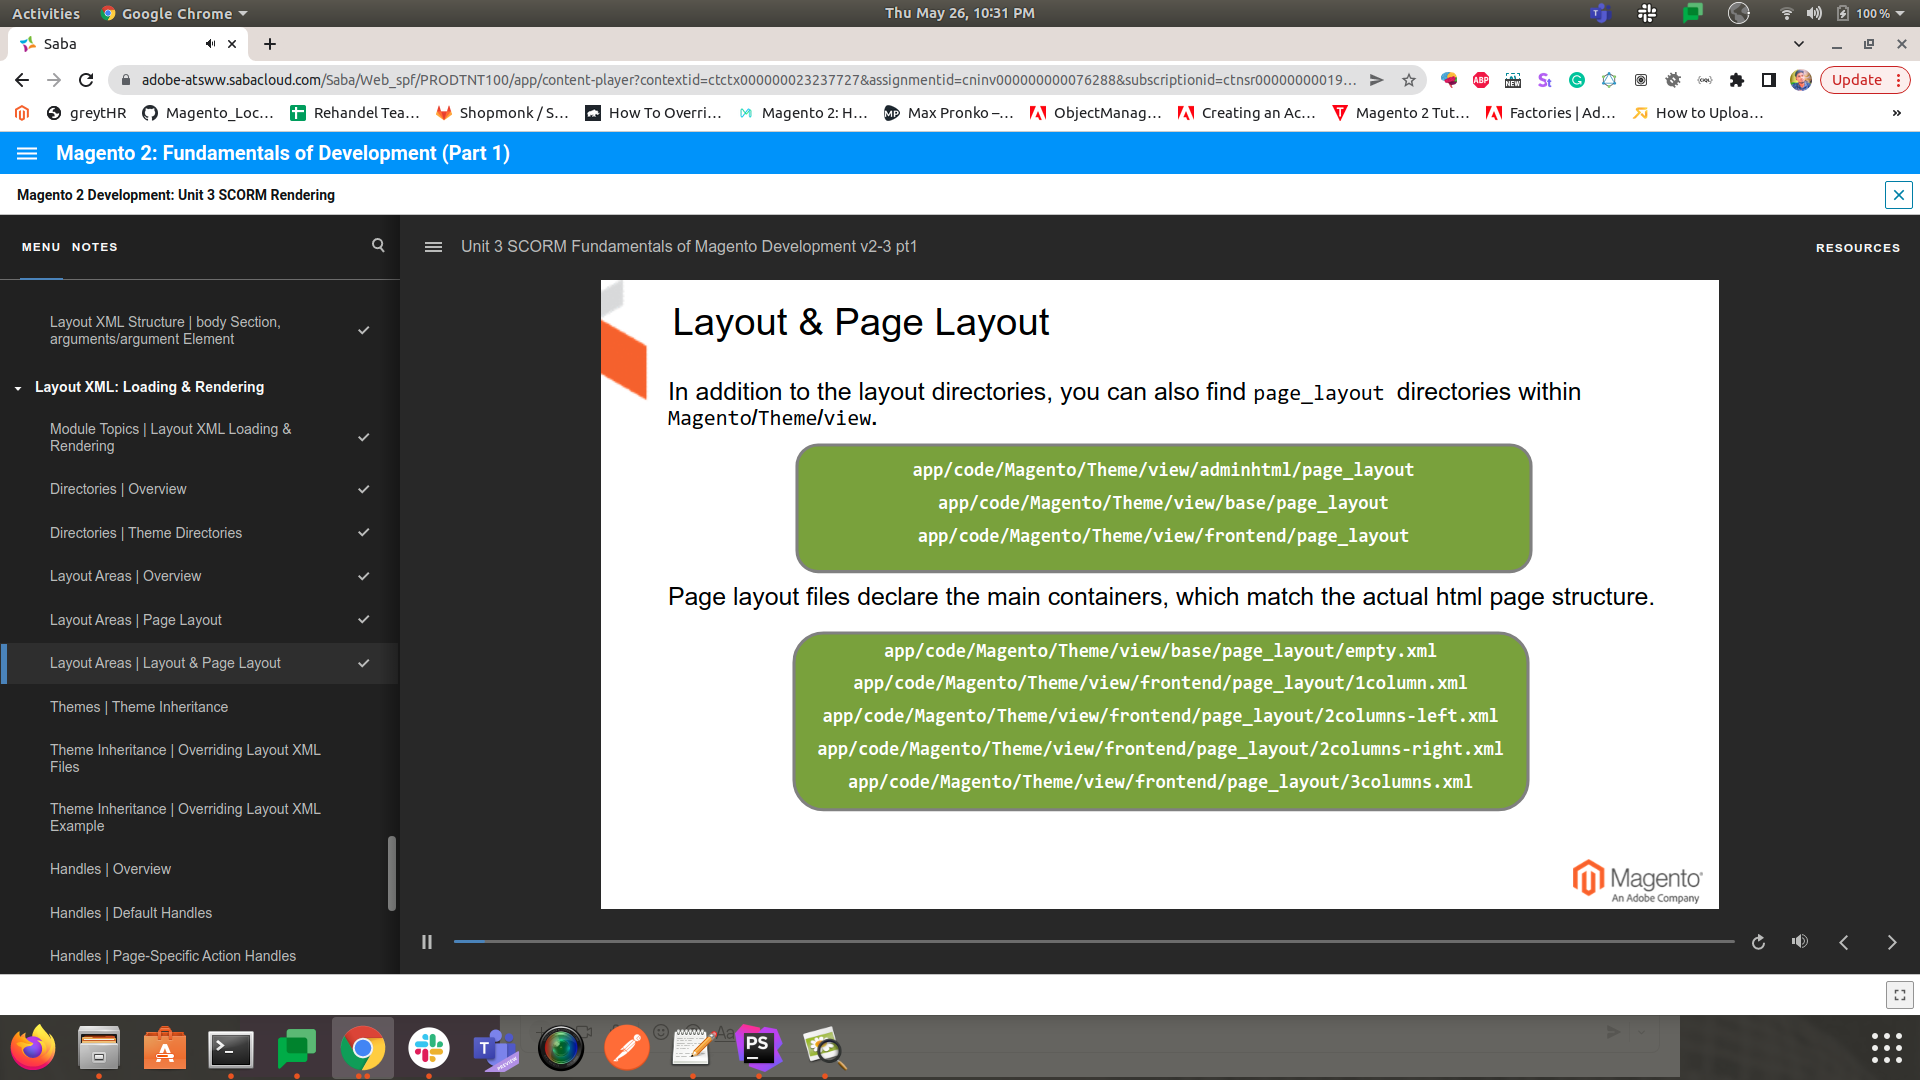 Activities
Google Chrome
Thu May 26, 10:31 PM
100 %
Saba
adobe-atsww.sabacloud.com/Saba/Web_spf/PRODTNT100/app/content-player?contextid=ctctx000000023237727&assignmentid=cninv000000000076288&subscriptionid=ctnsr00000000019...
ABP
NEW
Update
greytHR
Magento_Loc...
Rehandel Tea...
Shopmonk / S...
How To Overri...
Magento 2: H...
Max Pronko –...
ObjectManag...
Creating an Ac...
Magento 2 Tut...
Factories | Ad...
How to Uploa...
»
Magento 2: Fundamentals of Development (Part 1)
Magento 2 Development: Unit 3 SCORM Rendering
MENU
NOTES
Unit 3 SCORM Fundamentals of Magento Development v2-3 pt1
RESOURCES
Layout XML Structure | body Section,
arguments/argument Element
Layout XML: Loading & Rendering
Module Topics | Layout XML Loading &
Rendering
Directories | Overview
Directories | Theme Directories
Layout Areas | Overview
Layout Areas | Page Layout
Layout Areas | Layout & Page Layout
Themes | Theme Inheritance
Theme Inheritance | Overriding Layout XML
Files
Theme Inheritance | Overriding Layout XML
Example
Handles | Overview
Handles | Default Handles
Handles | Page-Specific Action Handles
Layout & Page Layout
In addition to the layout directories, you can also find page_layout directories within
Magento/Theme/view.
app/code/Magento/Theme/view/adminhtml/page_layout
app/code/Magento/Theme/view/base/page_layout
app/code/Magento/Theme/view/frontend/page_layout
Page layout files declare the main containers, which match the actual html page structure.
app/code/Magento/Theme/view/base/page_layout/empty.xml
app/code/Magento/Theme/view/frontend/page_layout/1column.xml
app/code/Magento/Theme/view/frontend/page_layout/2columns-left.xml
app/code/Magento/Theme/view/frontend/page_layout/2columns-right.xml
app/code/Magento/Theme/view/frontend/page_layout/3columns.xml
Magento
An Adobe Company
T
Aa
PS